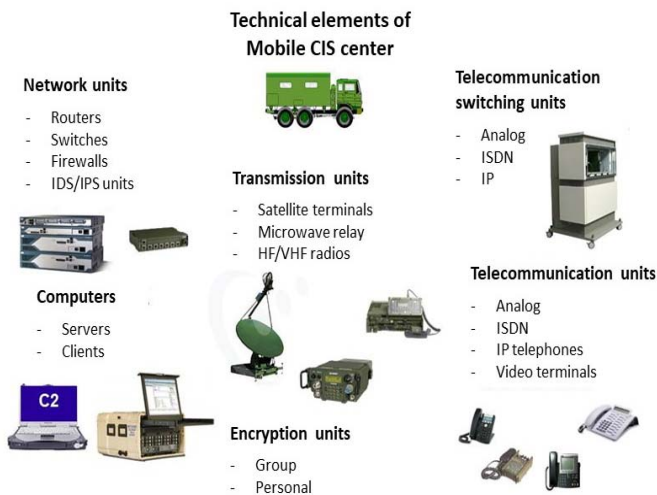 Technical elements of
Mobile CIS center
Network units
- Routers
- Switches
- Firewalls
- IDS/IPS units
Computers
- Servers
- Clients
C2
Transmission units
- Satellite terminals
- Microwave relay
- HF/VHF radios
Encryption units
- Group
- Personal
Telecommunication
switching units
- Analog
- ISDN
- IP
Telecommunication units
- Analog
- ISDN
- IP telephones
- Video terminals